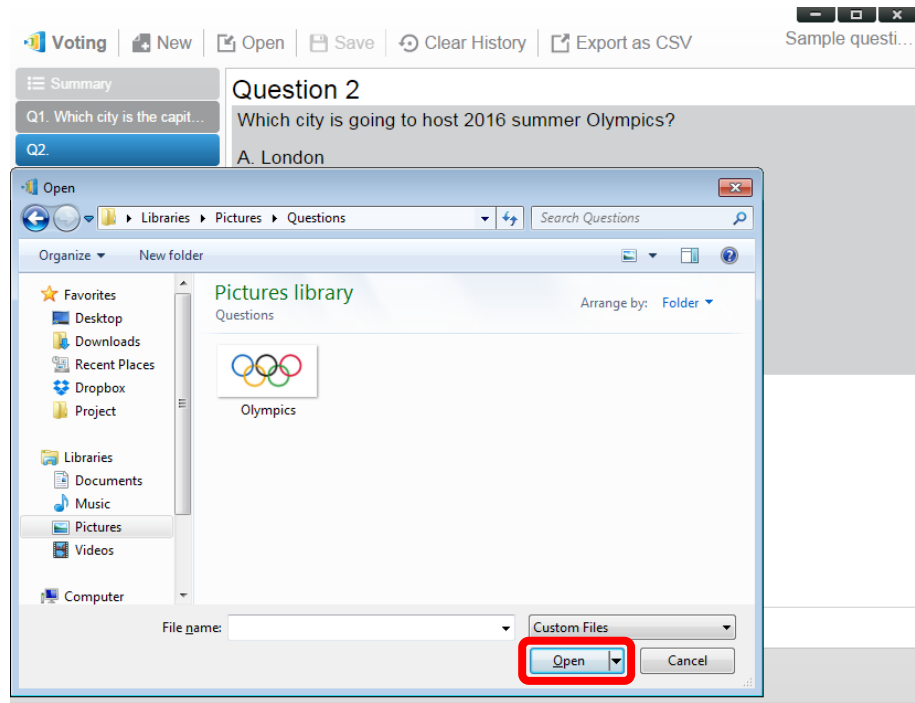 Voting New Open Save Clear History Export as CSV Sample questi...
Summary
Question 2
Q1. Which city is the capit...
Which city is going to host 2016 summer Olympics?
Q2.
A. London
Open
Libraries Pictures Questions Search Questions
Organize New folder
Favorites
Desktop
Downloads
Recent Places
Dropbox
Project
Libraries
Documents
Music
Pictures
Videos
Computer
Pictures library
Questions
Arrange by: Folder
Olympics
File name: Custom Files
Open Cancel